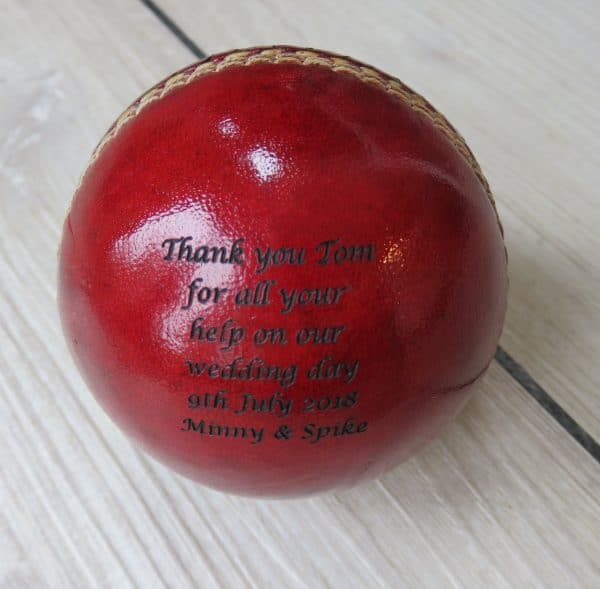 Thank you Tom
for all your
help on our
wedding day
9th July 2018
Minny & Spike